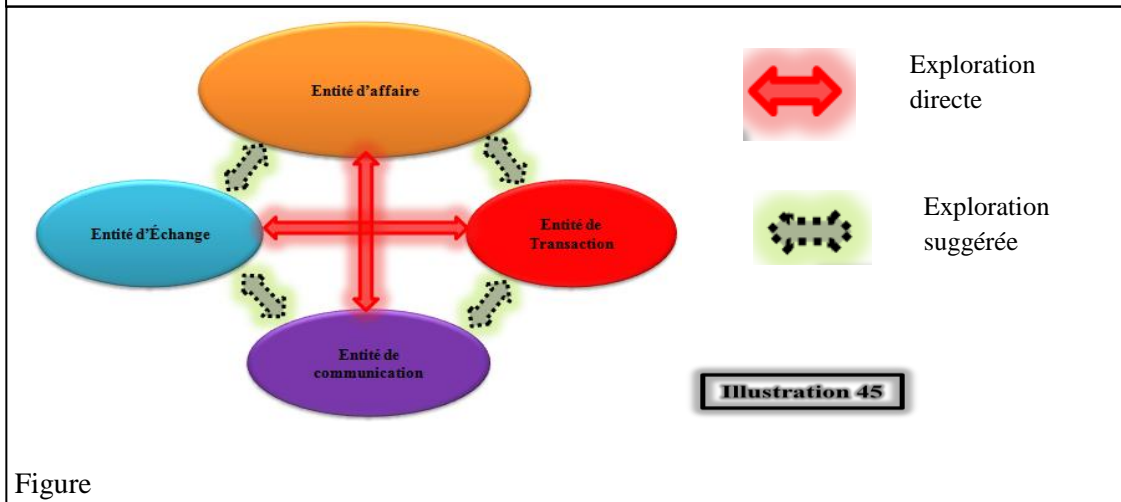 Entité d'affaire
Exploration
directe
Entité d'Échange
Entité de
Transaction
Exploration
suggérée
Entité de
communication
Illustration 45
Figure